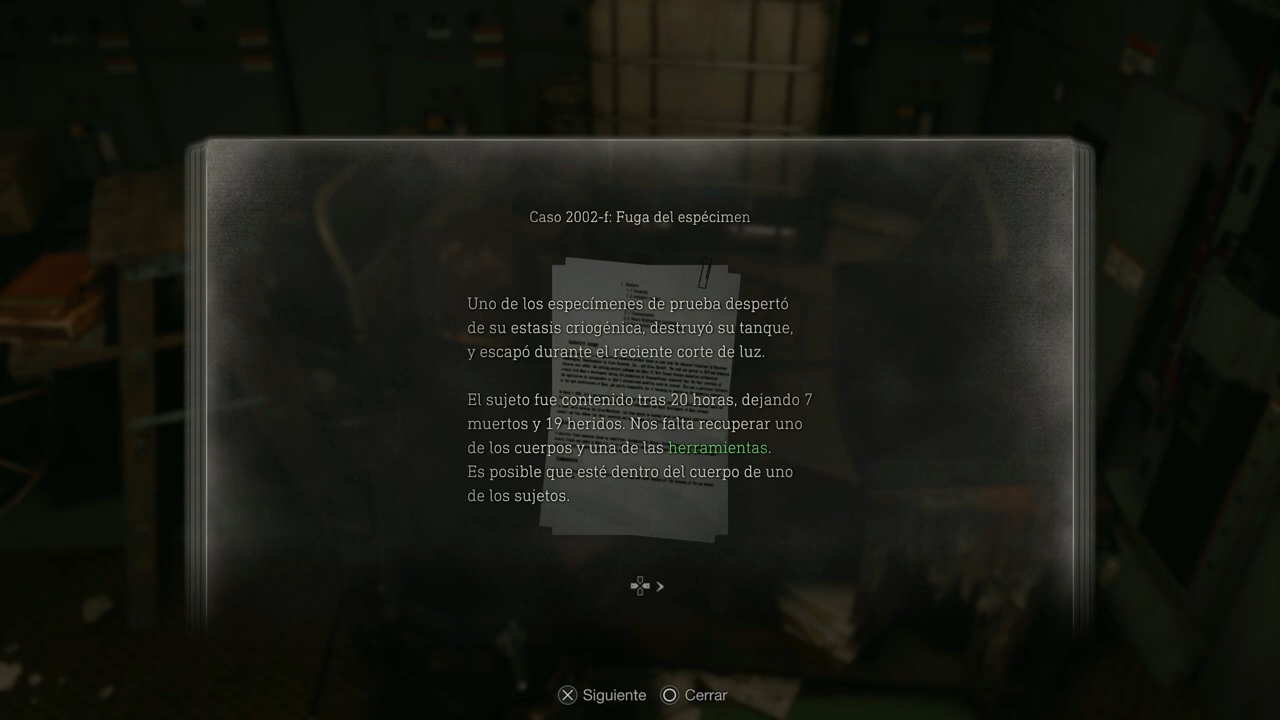 Caso 2002-f: Fuga del espécimen
Uno de los especímenes de prueba despertó
de su estasis criogénica, destruyó su tanque,
y escapó durante el reciente corte de luz.
El sujeto fue contenido tras 20 horas, dejando 7
muertos y 19 heridos. Nos falta recuperar uno
de los cuerpos y una de las herramientas.
Es posible que esté dentro del cuerpo de uno
de los sujetos.
Siguiente Cerrar